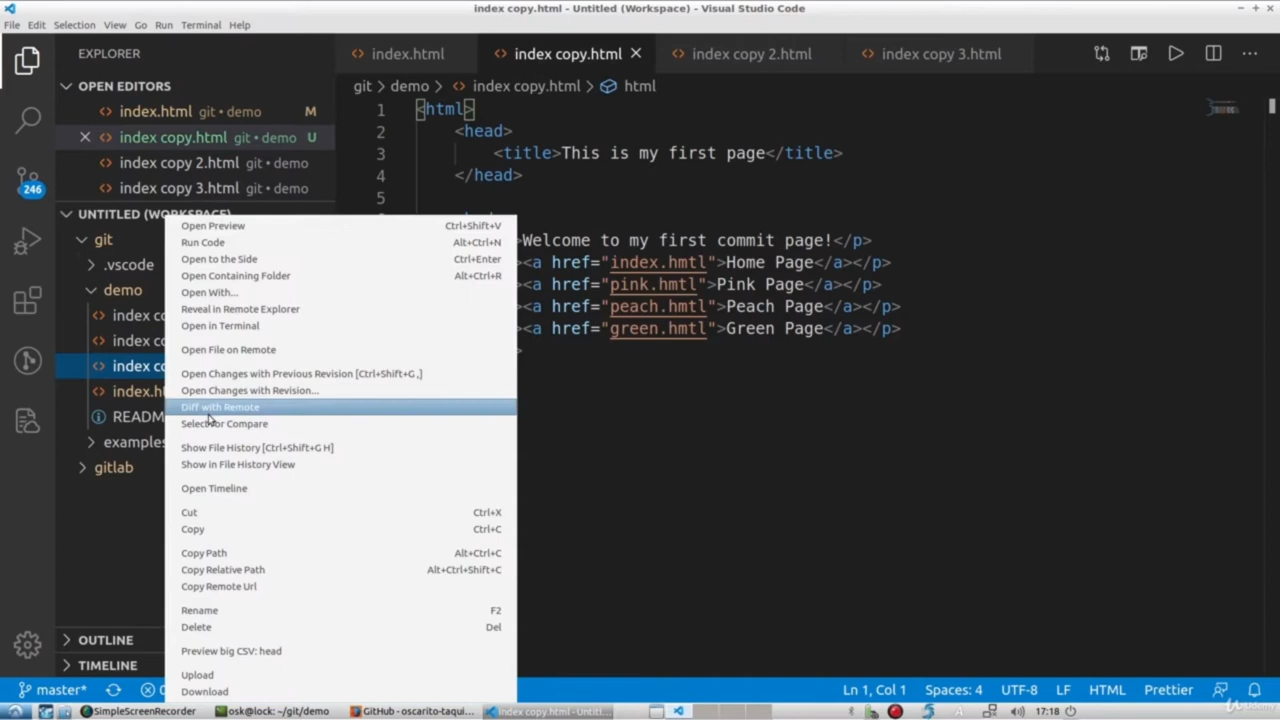 index copy.html - Untitled (Workspace) - Visual Studio Code
File Edit Selection View Go Run Terminal Help
EXPLORER
index.html
index copy.html
index copy 2.html
index copy 3.html
OPEN EDITORS
git demo index copy.html html
index.html git • demo M
index copy.html git • demo U
index copy 2.html git • demo
index copy 3.html git • demo
1 <html>
2 <head>
3 <title>This is my first page</title>
4 </head>
5
246
UNTITLED (WORKSPACE)
git
.vscode
demo
index co
index co
index co
index.h
README
examples
gitlab
OUTLINE
TIMELINE
Open Preview Ctrl+Shift+V
Run Code Alt+Ctrl+N
Open to the Side Ctrl+Enter
Open Containing Folder Alt+Ctrl+R
Open With...
Reveal in Remote Explorer
Open in Terminal
Open File on Remote
Open Changes with Previous Revision [Ctrl+Shift+G ,]
Open Changes with Revision...
Diff with Remote
Select for Compare
Show File History [Ctrl+Shift+G H]
Show in File History View
Open Timeline
Cut Ctrl+X
Copy Ctrl+C
Copy Path Alt+Ctrl+C
Copy Relative Path Alt+Ctrl+Shift+C
Copy Remote Url
Rename F2
Delete Del
Preview big CSV: head
Upload
Download
>Welcome to my first commit page!</p>
><a href="index.hmtl">Home Page</a></p>
><a href="pink.hmtl">Pink Page</a></p>
><a href="peach.hmtl">Peach Page</a></p>
><a href="green.hmtl">Green Page</a></p>
>
master*
Ln 1, Col 1 Spaces: 4 UTF-8 LF HTML Prettier
SimpleScreenRecorder
osk@lock: ~/git/demo
GitHub - oscarito-taqui...
index copy.html - Untitl...
17:18
Udemy